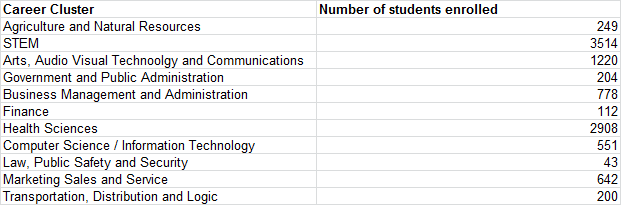 Career Cluster Number of students enrolled
Agriculture and Natural Resources 249
STEM 3514
Arts, Audio Visual Technoolgy and Communications 1220
Government and Public Administration 204
Business Management and Administration 778
Finance 112
Health Sciences 2908
Computer Science / Information Technology 551
Law, Public Safety and Security 43
Marketing Sales and Service 642
Transportation, Distribution and Logic 200